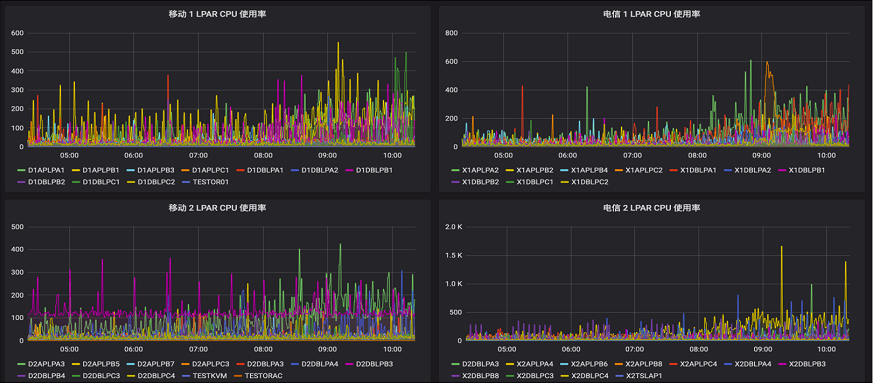 移动 1 LPAR CPU 使用率
600
500
400
300
200
100
0
05:00 06:00 07:00 08:00 09:00 10:00
D1APLPA1 D1APLPB1 D1APLPB3 D1APLPC1 D1DBLPA1 D1DBLPA2 D1DBLPB1
D1DBLPB2 D1DBLPC1 D1DBLPC2 TESTOR01
电信 1 LPAR CPU 使用率
800
600
400
200
0
05:00 06:00 07:00 08:00 09:00 10:00
X1APLPA2 X1APLPB2 X1APLPB4 X1APLPC2 X1DBLPA1 X1DBLPA2 X1DBLPB1
X1DBLPB2 X1DBLPC1 X1DBLPC2
移动 2 LPAR CPU 使用率
500
400
300
200
100
0
05:00 06:00 07:00 08:00 09:00 10:00
D2APLPA3 D2APLPB5 D2APLPB7 D2APLPC3 D2DBLPA3 D2DBLPA4 D2DBLPB3
D2DBLPB4 D2DBLPC3 D2DBLPC4 TESTKVM TESTORAC
电信 2 LPAR CPU 使用率
2.0 K
1.5 K
1.0 K
500
0
05:00 06:00 07:00 08:00 09:00 10:00
D2DBLPA3 X2APLPA4 X2APLPB6 X2APLPB8 X2APLPC4 X2DBLPA4 X2DBLPB3
X2DBLPB8 X2DBLPC3 X2DBLPC4 X2TSLAP1